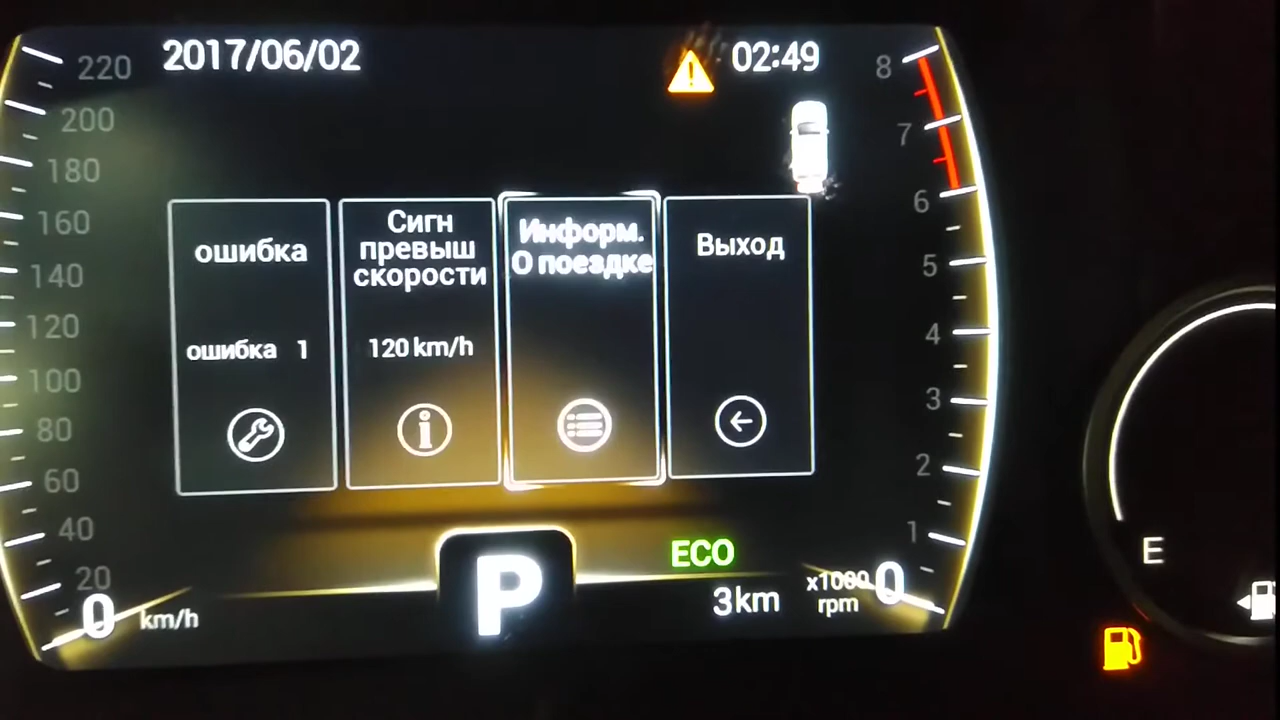 2017/06/02
02:49
220
200
180
160
140
120
100
80
60
40
20
0
km/h
ошибка
ошибка 1
Сигн
превыш
скорости
120 km/h
Информ.
О поездке
Выход
P
ECO
3km
8
7
6
5
4
3
2
1
0
x1000
rpm
E